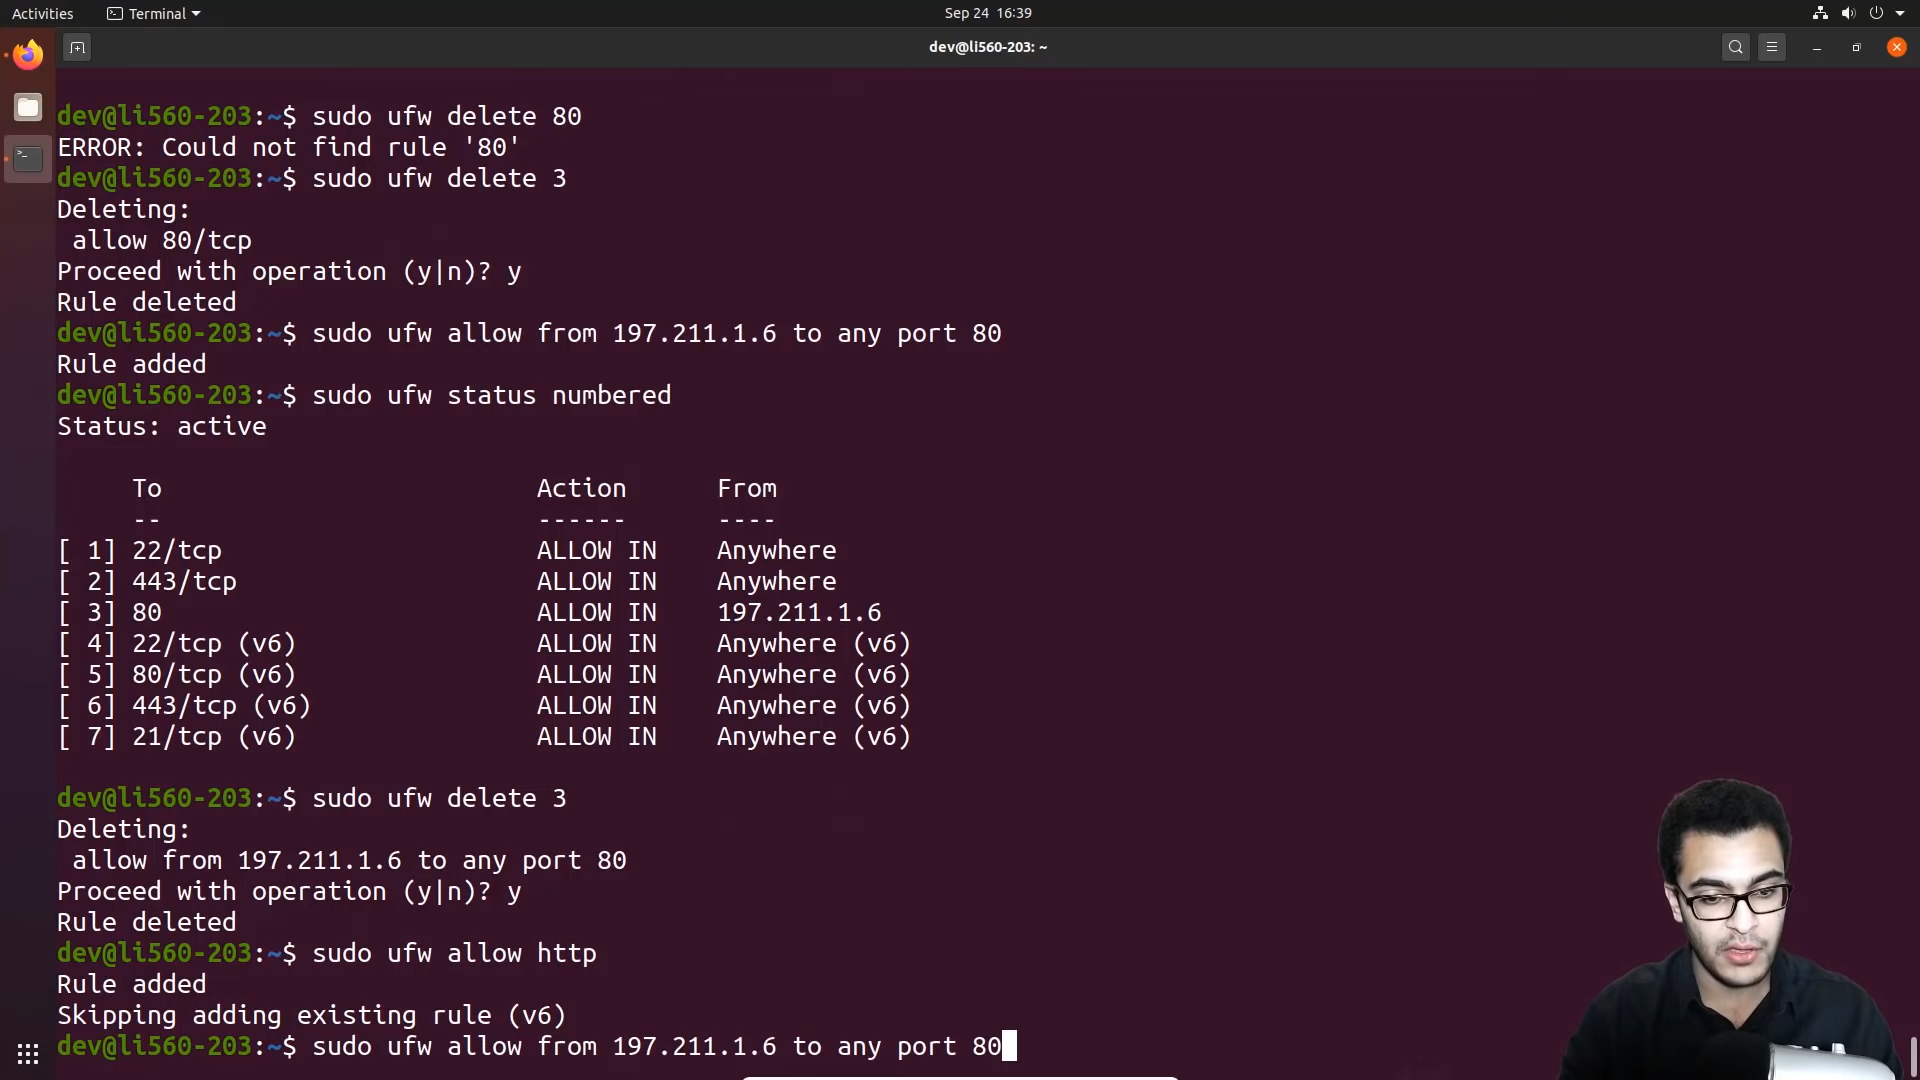 Activities
Terminal
Sep 24 16:39
dev@li560-203: ~
dev@li560-203:~$ sudo ufw delete 80
ERROR: Could not find rule '80'
dev@li560-203:~$ sudo ufw delete 3
Deleting:
 allow 80/tcp
Proceed with operation (y|n)? y
Rule deleted
dev@li560-203:~$ sudo ufw allow from 197.211.1.6 to any port 80
Rule added
dev@li560-203:~$ sudo ufw status numbered
Status: active
     To                         Action      From
     --                         ------      ----
[ 1] 22/tcp                     ALLOW IN    Anywhere
[ 2] 443/tcp                    ALLOW IN    Anywhere
[ 3] 80                         ALLOW IN    197.211.1.6
[ 4] 22/tcp (v6)                ALLOW IN    Anywhere (v6)
[ 5] 80/tcp (v6)                ALLOW IN    Anywhere (v6)
[ 6] 443/tcp (v6)               ALLOW IN    Anywhere (v6)
[ 7] 21/tcp (v6)                ALLOW IN    Anywhere (v6)
dev@li560-203:~$ sudo ufw delete 3
Deleting:
 allow from 197.211.1.6 to any port 80
Proceed with operation (y|n)? y
Rule deleted
dev@li560-203:~$ sudo ufw allow http
Rule added
Skipping adding existing rule (v6)
dev@li560-203:~$ sudo ufw allow from 197.211.1.6 to any port 80